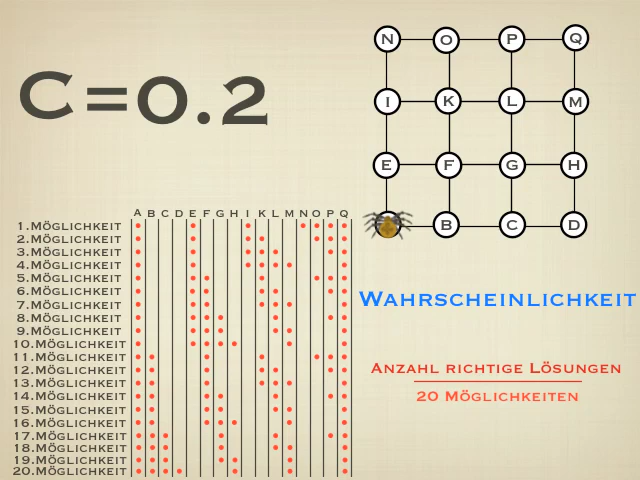 C=0.2
N O P Q
I K L M
E F G H
B C D
A B C D E F G H I K L M N O P Q
1.Möglichkeit
2.Möglichkeit
3.Möglichkeit
4.Möglichkeit
5.Möglichkeit
6.Möglichkeit
7.Möglichkeit
8.Möglichkeit
9.Möglichkeit
10.Möglichkeit
11.Möglichkeit
12.Möglichkeit
13.Möglichkeit
14.Möglichkeit
15.Möglichkeit
16.Möglichkeit
17.Möglichkeit
18.Möglichkeit
19.Möglichkeit
20.Möglichkeit
Wahrscheinlichkeit
Anzahl richtige Lösungen
20 Möglichkeiten